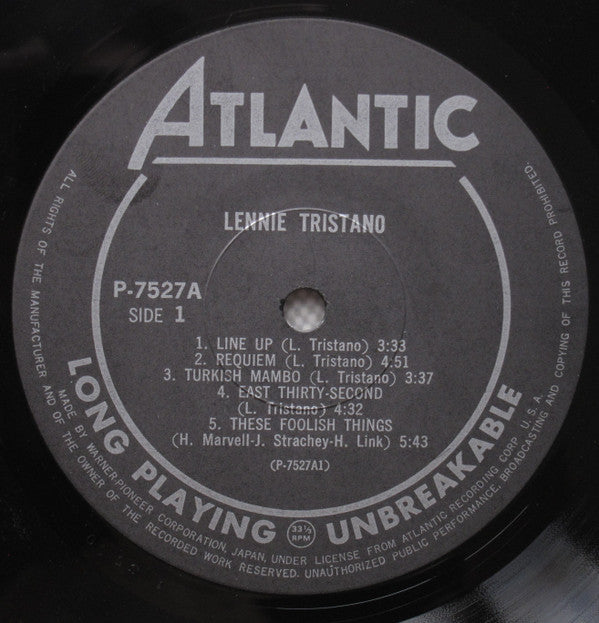 ATLANTIC
LENNIE TRISTANO
P-7527A
SIDE 1
1. LINE UP (L. Tristano) 3:33
2. REQUIEM (L. Tristano) 4:51
3. TURKISH MAMBO (L. Tristano) 3:37
4. EAST THIRTY-SECOND
(L. Tristano) 4:32
5. THESE FOOLISH THINGS
(H. Marvell-J. Strachey-H. Link) 5:43
(P-7527A1)
LONG PLAYING 33⅓ RPM UNBREAKABLE
MADE BY WARNER-PIONEER CORPORATION, JAPAN, UNDER LICENSE FROM ATLANTIC RECORDING CORP. U.S.A.
ALL RIGHTS OF THE MANUFACTURER AND OF THE OWNER OF THE RECORDED WORK RESERVED. UNAUTHORIZED PUBLIC PERFORMANCE, BROADCASTING AND COPYING OF THIS RECORD PROHIBITED.